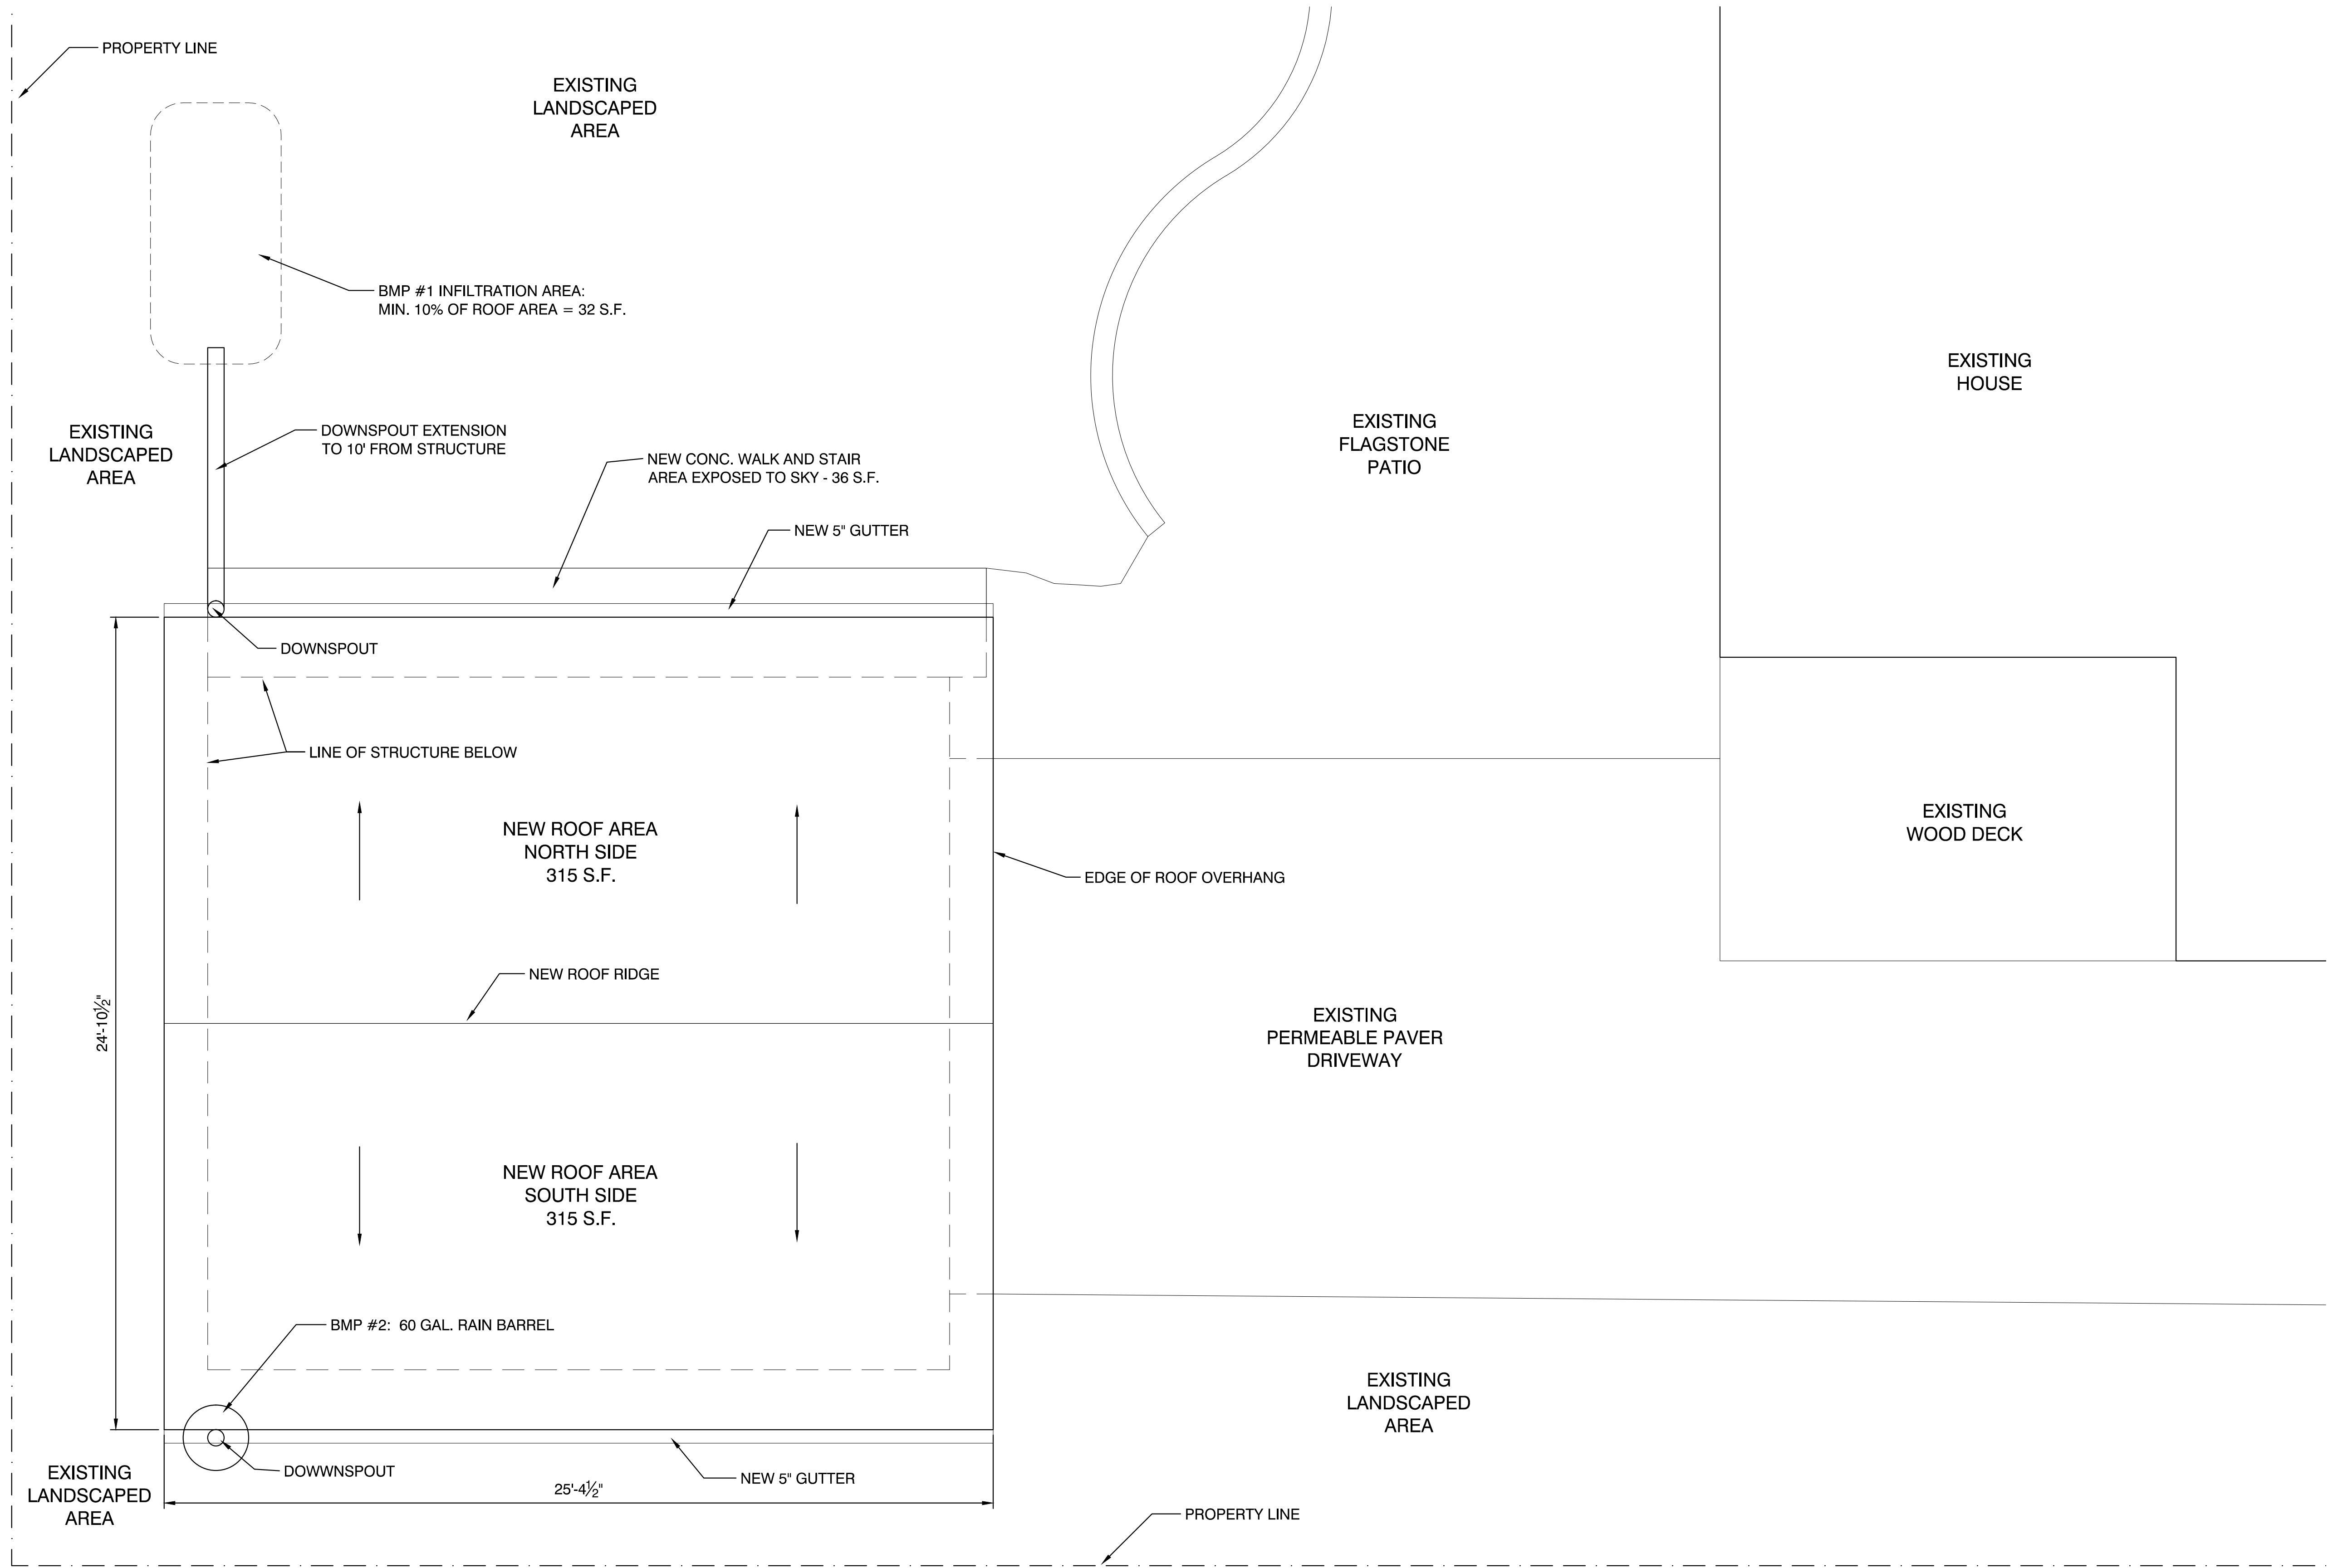 PROPERTY LINE
EXISTING
LANDSCAPED
AREA
BMP #1 INFILTRATION AREA:
MIN. 10% OF ROOF AREA = 32 S.F.
EXISTING
HOUSE
EXISTING
FLAGSTONE
PATIO
EXISTING
LANDSCAPED
AREA
DOWNSPOUT EXTENSION
TO 10' FROM STRUCTURE
NEW CONC. WALK AND STAIR
AREA EXPOSED TO SKY - 36 S.F.
NEW 5" GUTTER
DOWNSPOUT
LINE OF STRUCTURE BELOW
NEW ROOF AREA
NORTH SIDE
315 S.F.
EXISTING
WOOD DECK
EDGE OF ROOF OVERHANG
NEW ROOF RIDGE
24'-10½"
EXISTING
PERMEABLE PAVER
DRIVEWAY
NEW ROOF AREA
SOUTH SIDE
315 S.F.
BMP #2:  60 GAL. RAIN BARREL
EXISTING
LANDSCAPED
AREA
DOWWNSPOUT
NEW 5" GUTTER
25'-4½"
EXISTING
LANDSCAPED
AREA
PROPERTY LINE